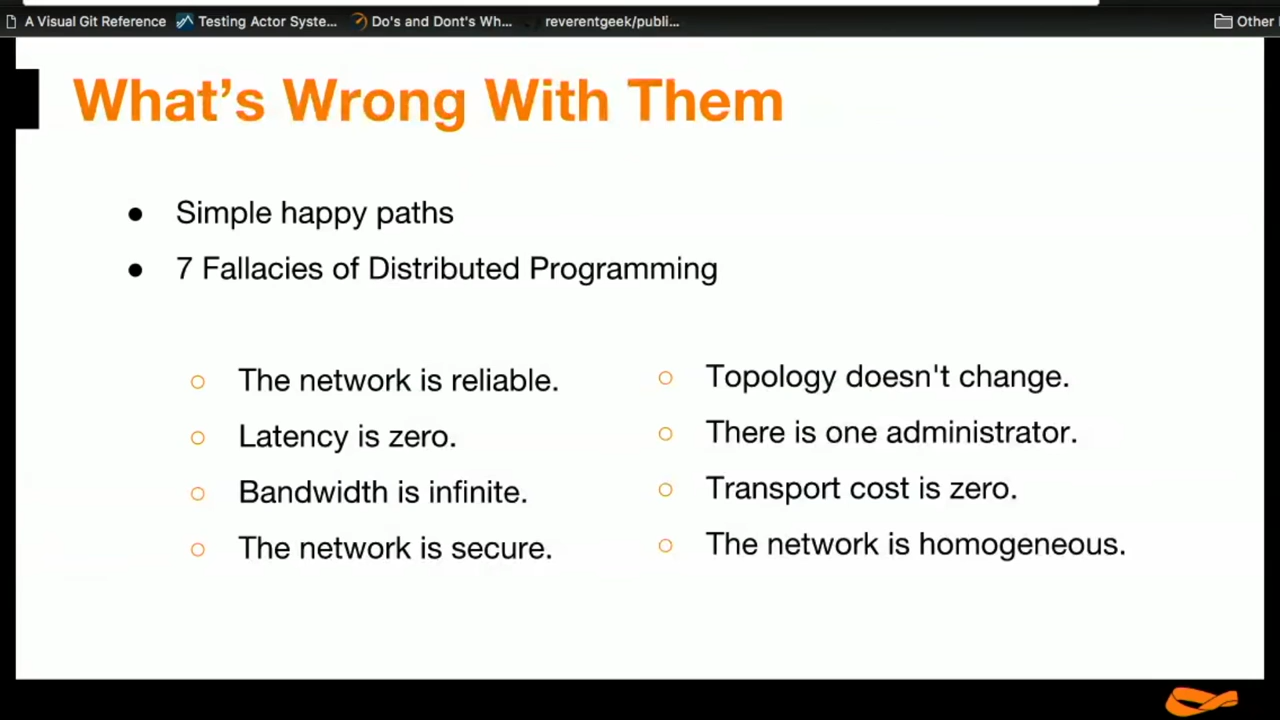 A Visual Git Reference
Testing Actor Syste...
Do's and Dont's Wh...
reverentgeek/publi...
Other
What's Wrong With Them
● Simple happy paths
● 7 Fallacies of Distributed Programming
○ The network is reliable.
○ Latency is zero.
○ Bandwidth is infinite.
○ The network is secure.
○ Topology doesn't change.
○ There is one administrator.
○ Transport cost is zero.
○ The network is homogeneous.